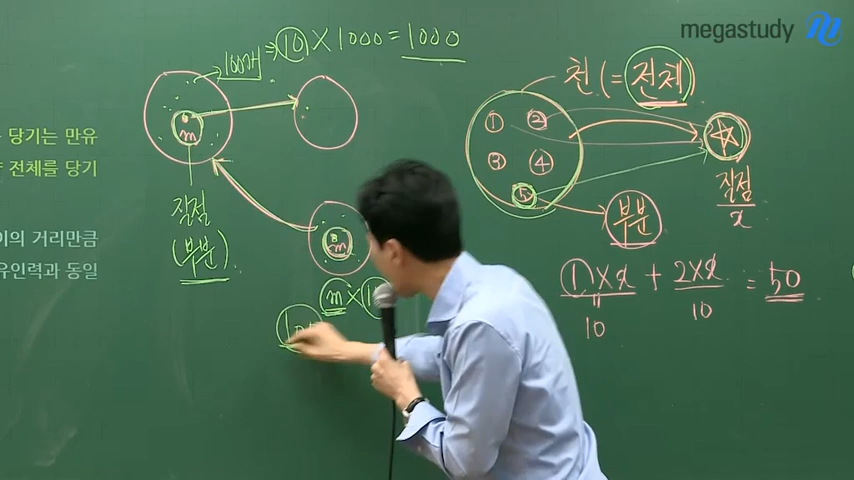 megastudy
100개 ⇒ 10 × 1000 = 1000
m
질점
(부분)
m
m ×
당기는 만유
전체를 당기
이의 거리만큼
유인력과 동일
천 (= 전체)
① ②
③ ④
⑤
질점
x
부분
① × x + 2 × x = 50
10 10